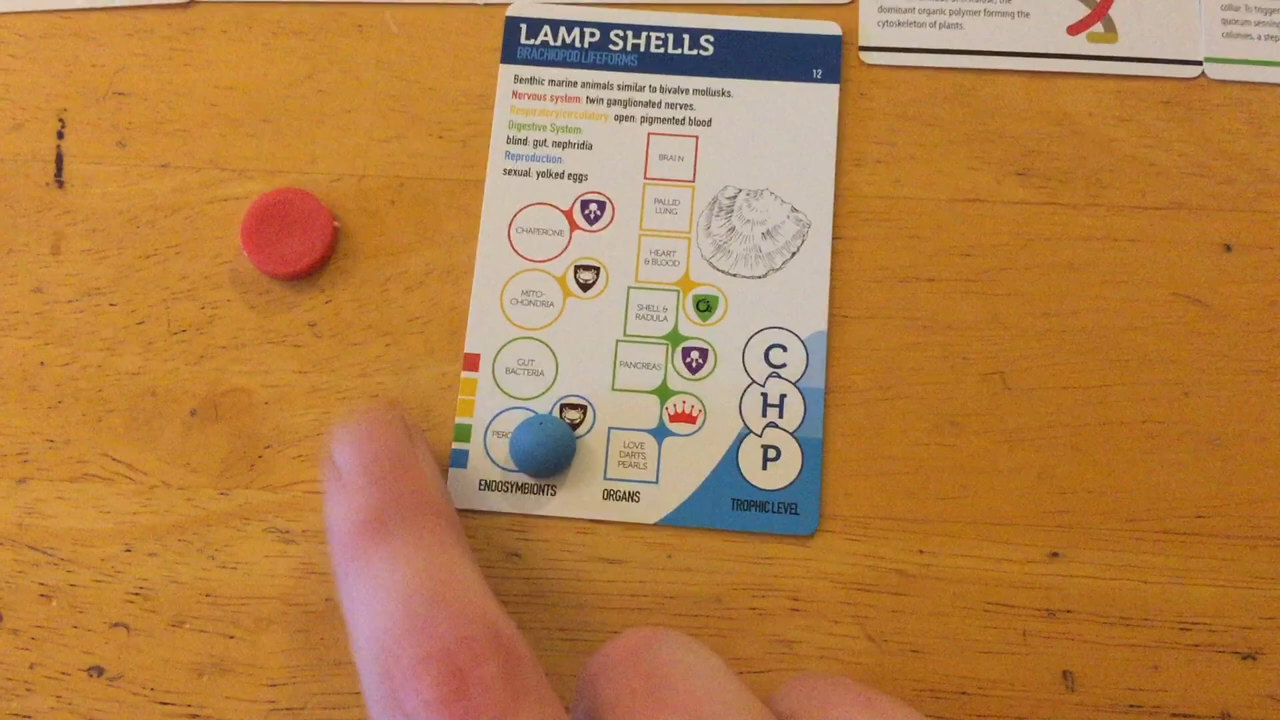 LAMP SHELLS
BRACHIOPOD LIFEFORMS
12
Benthic marine animals similar to bivalve mollusks.
Nervous system: twin ganglionated nerves.
Respiratory/circulatory: open: pigmented blood
Digestive System:
blind: gut, nephridia
Reproduction:
sexual, yolked eggs
BRAIN
PALLID
LUNG
CHAPERONE
HEART
& BLOOD
MITO-
CHONDRIA
SHELL &
RADULA
GUT
BACTERIA
PANCREAS
LOVE
DARTS
PEARLS
C
H
P
ENDOSYMBIONTS
ORGANS
TROPHIC LEVEL
dominant organic polymer forming the
cytoskeleton of plants.
collar. To trigger
colonies, a step